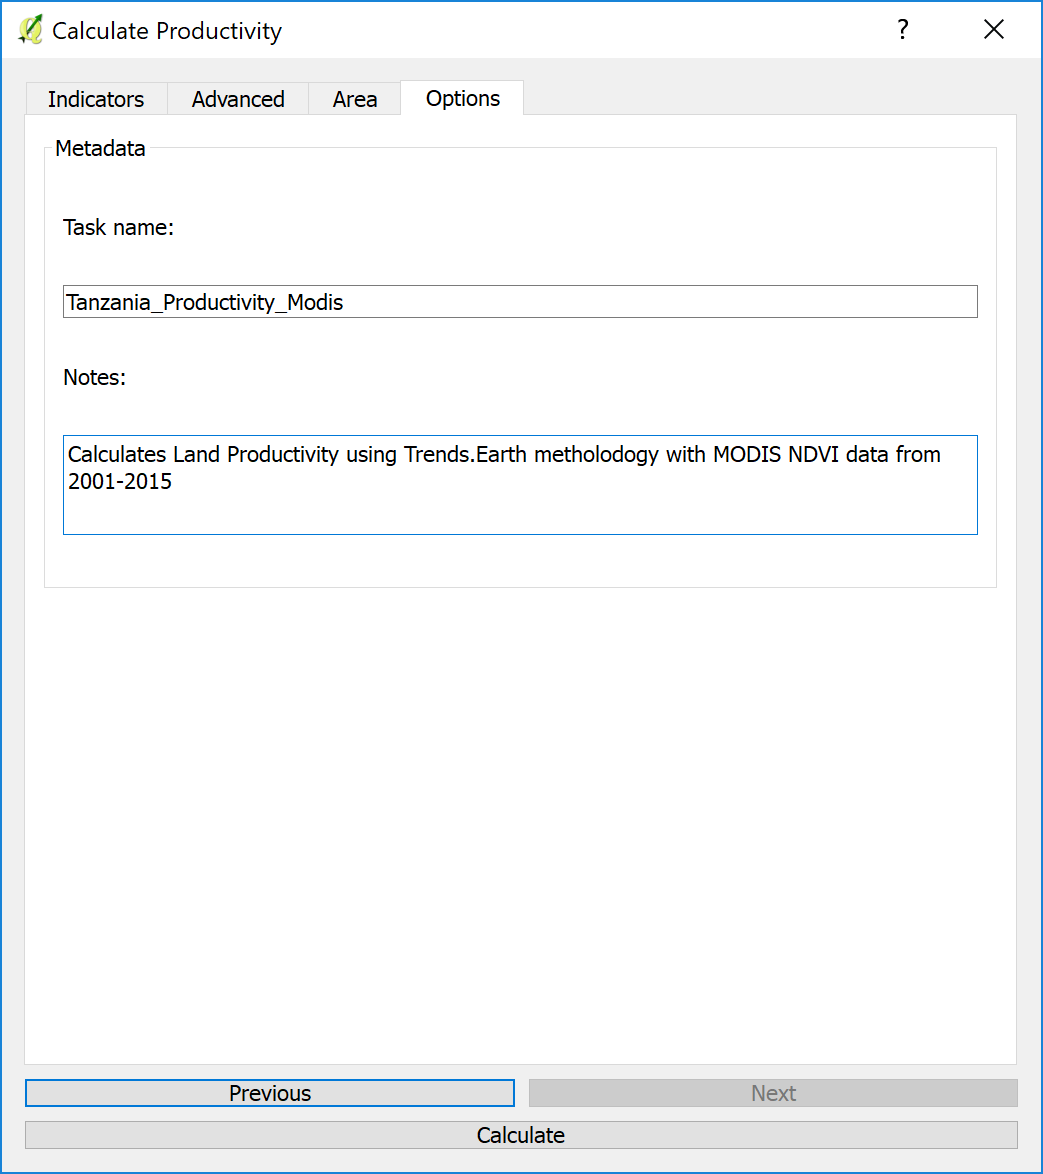 Calculate Productivity
?
Indicators
Advanced
Area
Options
Metadata
Task name:
Tanzania_Productivity_Modis
Notes:
Calculates Land Productivity using Trends.Earth metholodogy with MODIS NDVI data from
2001-2015
Previous
Next
Calculate